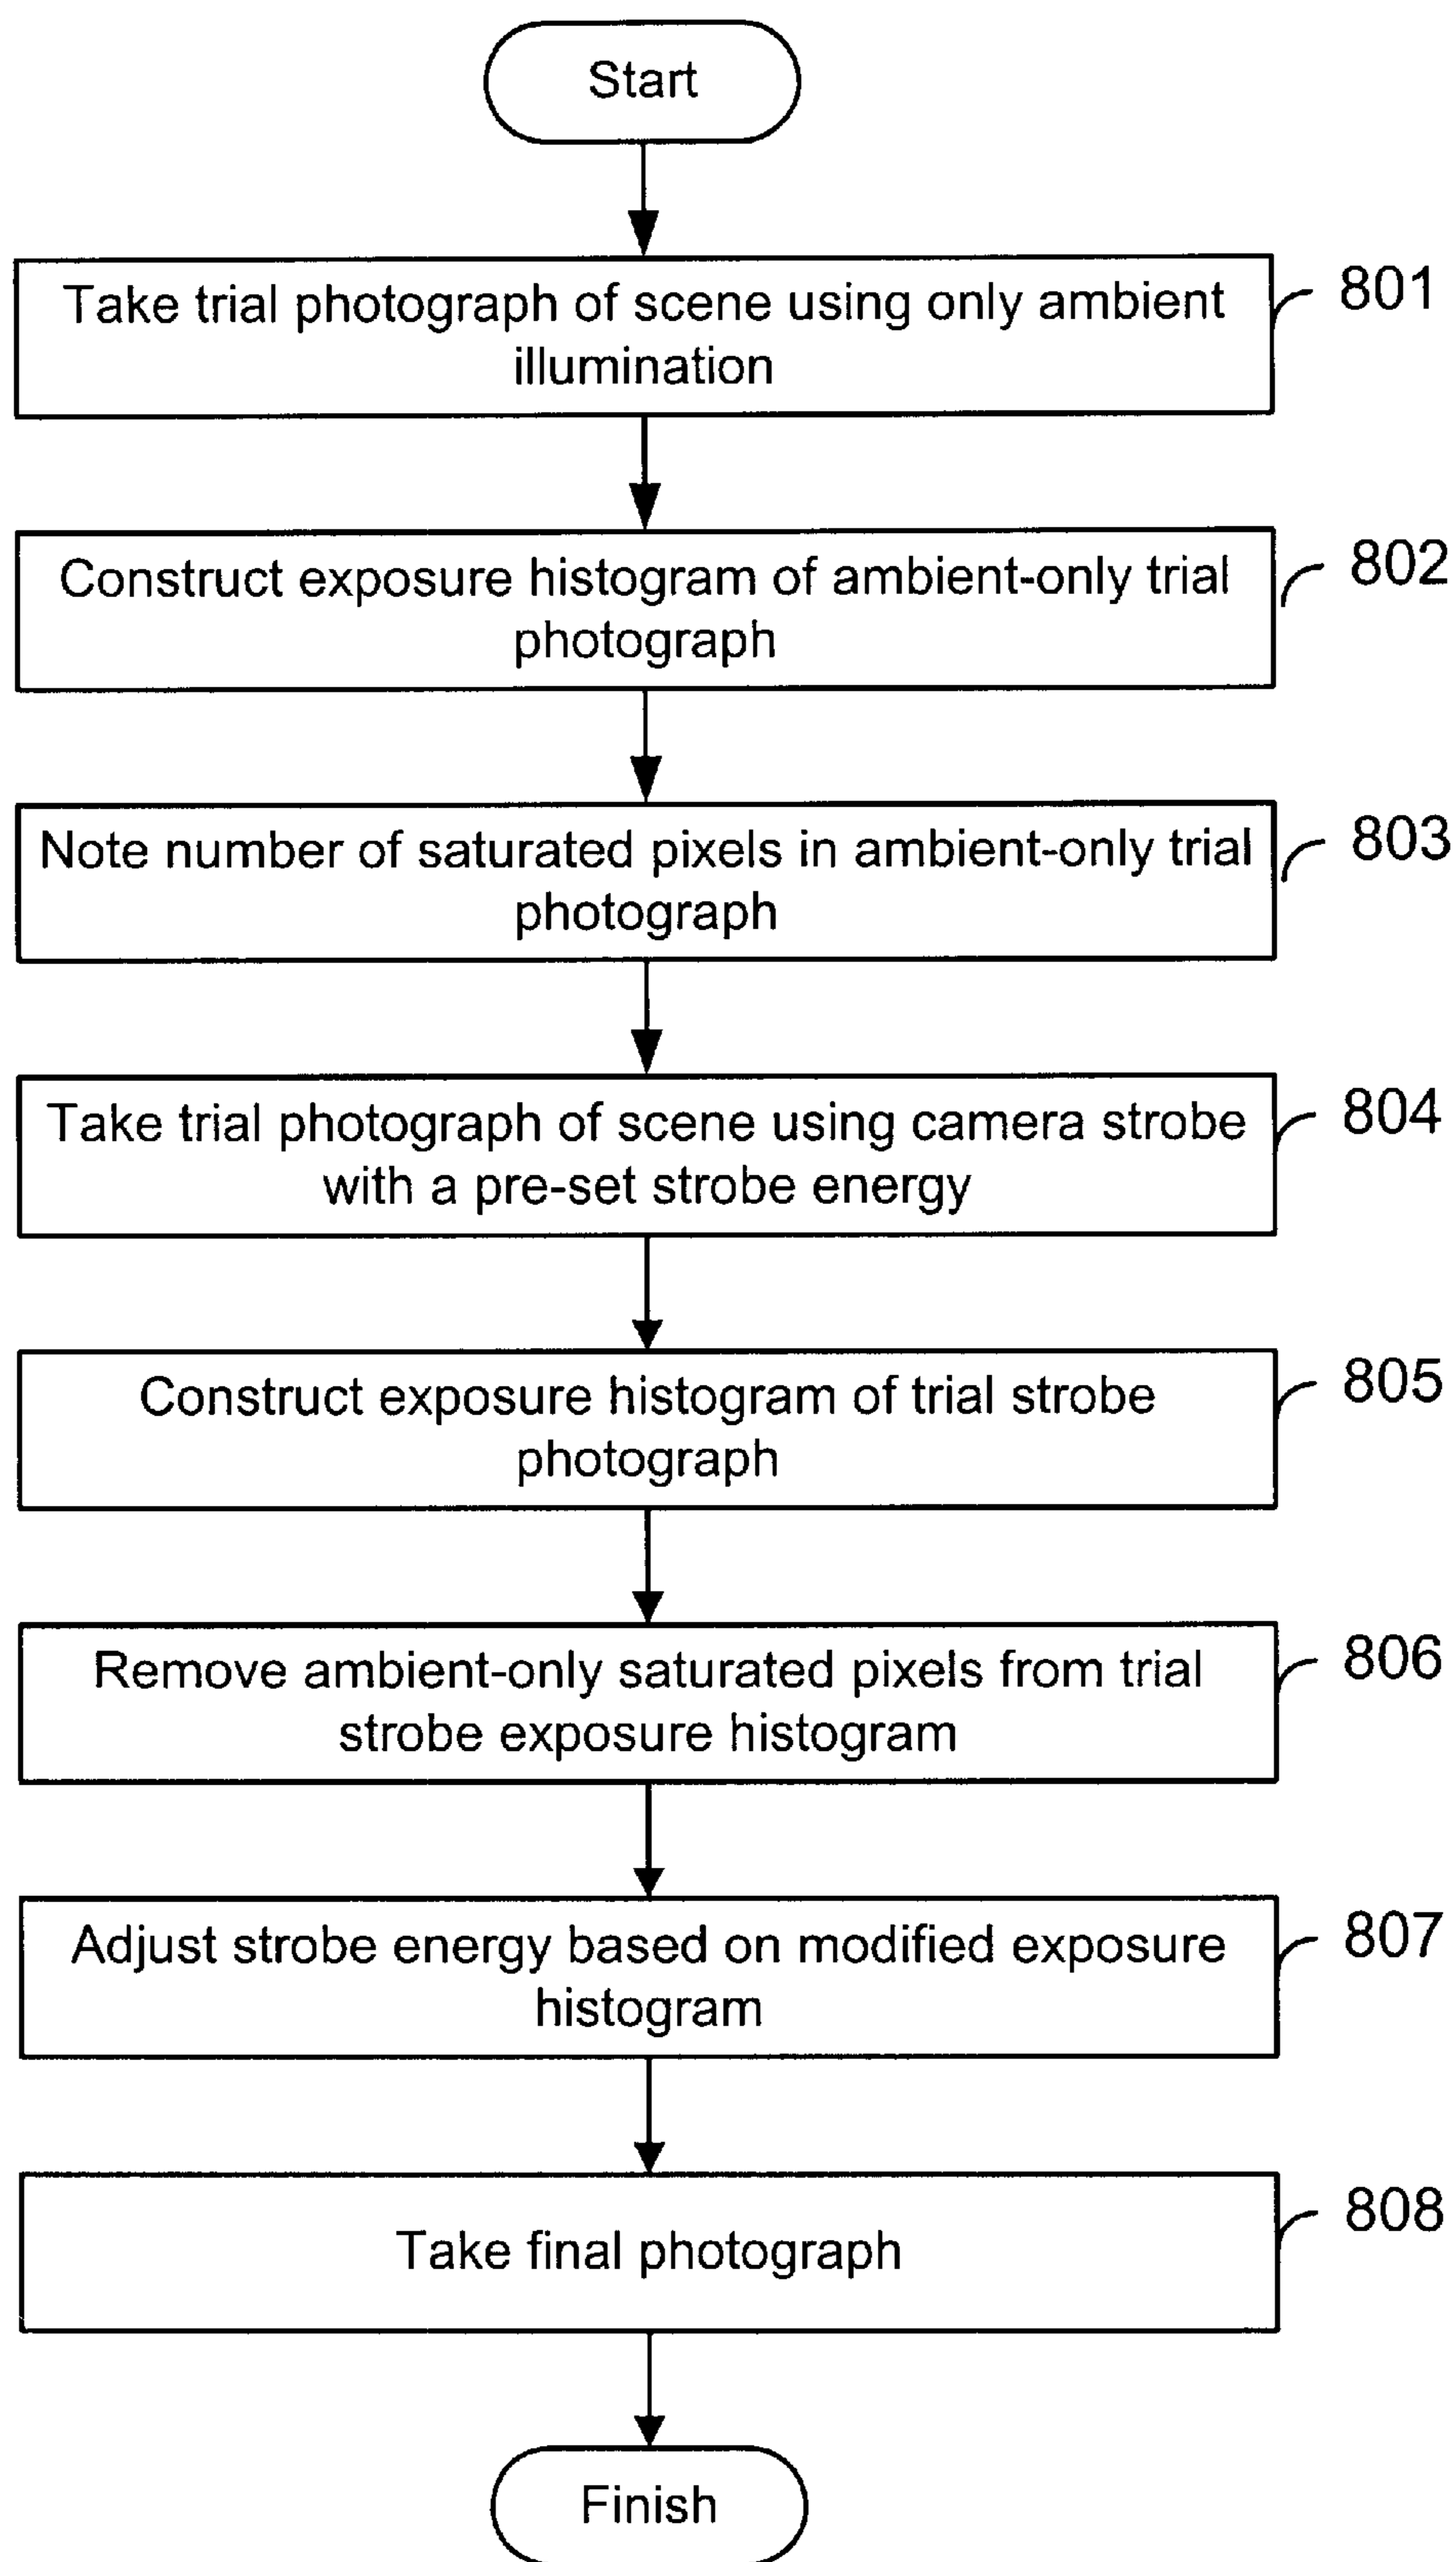 Start
Take trial photograph of scene using only ambient
illumination
801
Construct exposure histogram of ambient-only trial
photograph
802
Note number of saturated pixels in ambient-only trial
photograph
803
Take trial photograph of scene using camera strobe
with a pre-set strobe energy
804
Construct exposure histogram of trial strobe
photograph
805
Remove ambient-only saturated pixels from trial
strobe exposure histogram
806
Adjust strobe energy based on modified exposure
histogram
807
Take final photograph
808
Finish